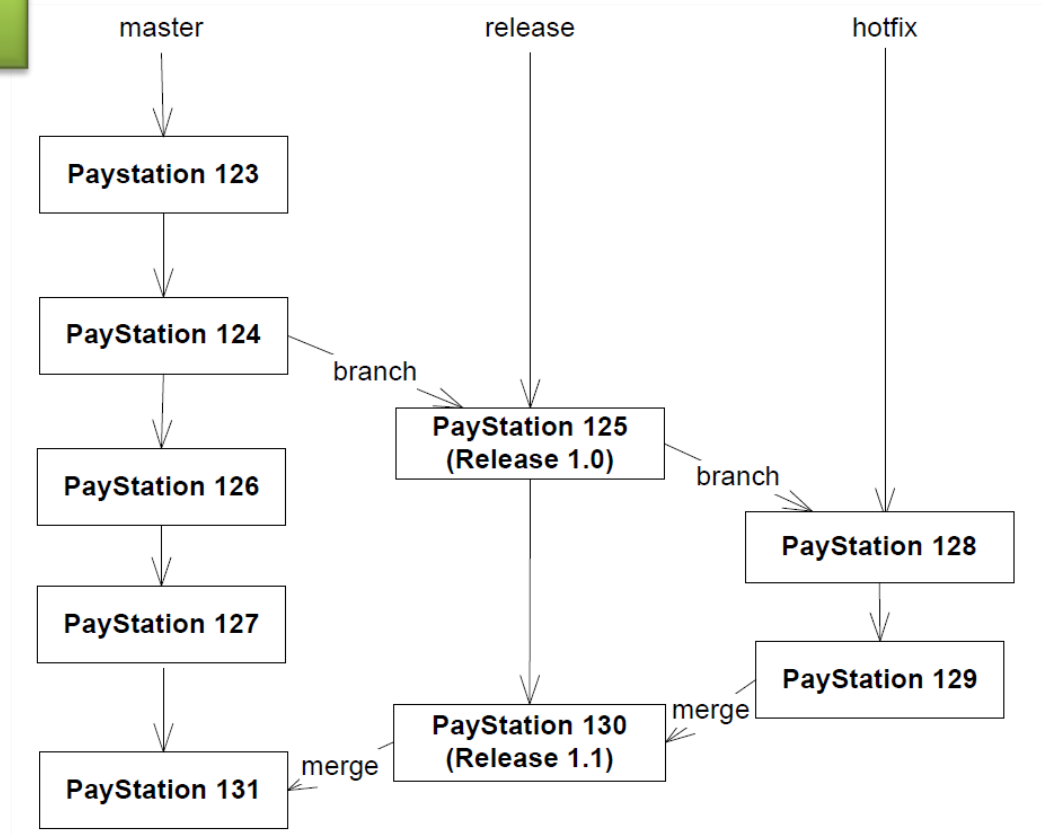 master
release
hotfix
Paystation 123
PayStation 124
branch
PayStation 125
(Release 1.0)
branch
PayStation 126
PayStation 128
PayStation 127
PayStation 129
merge
PayStation 130
(Release 1.1)
merge
PayStation 131